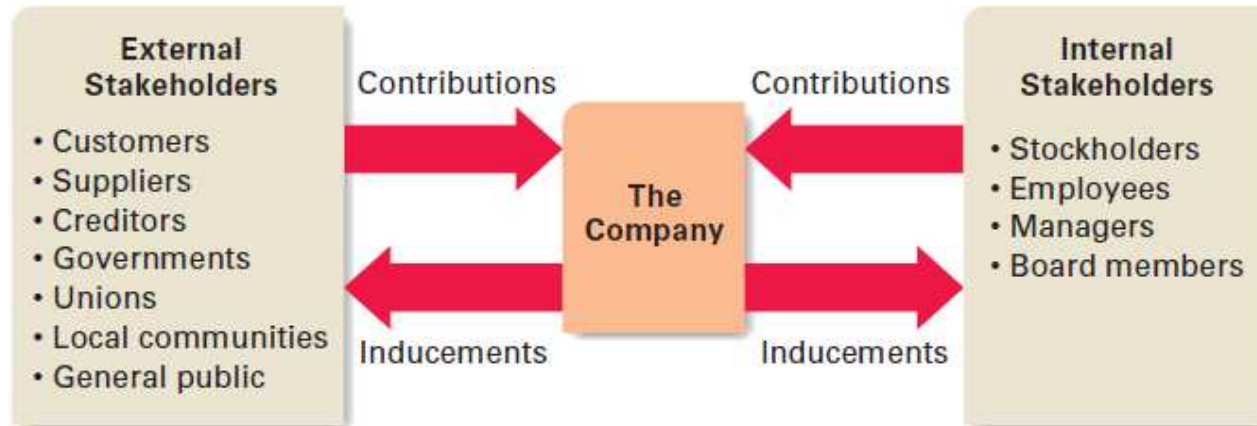 External
Stakeholders
• Customers
• Suppliers
• Creditors
• Governments
• Unions
• Local communities
• General public
Contributions
Inducements
The
Company
Contributions
Inducements
Internal
Stakeholders
• Stockholders
• Employees
• Managers
• Board members